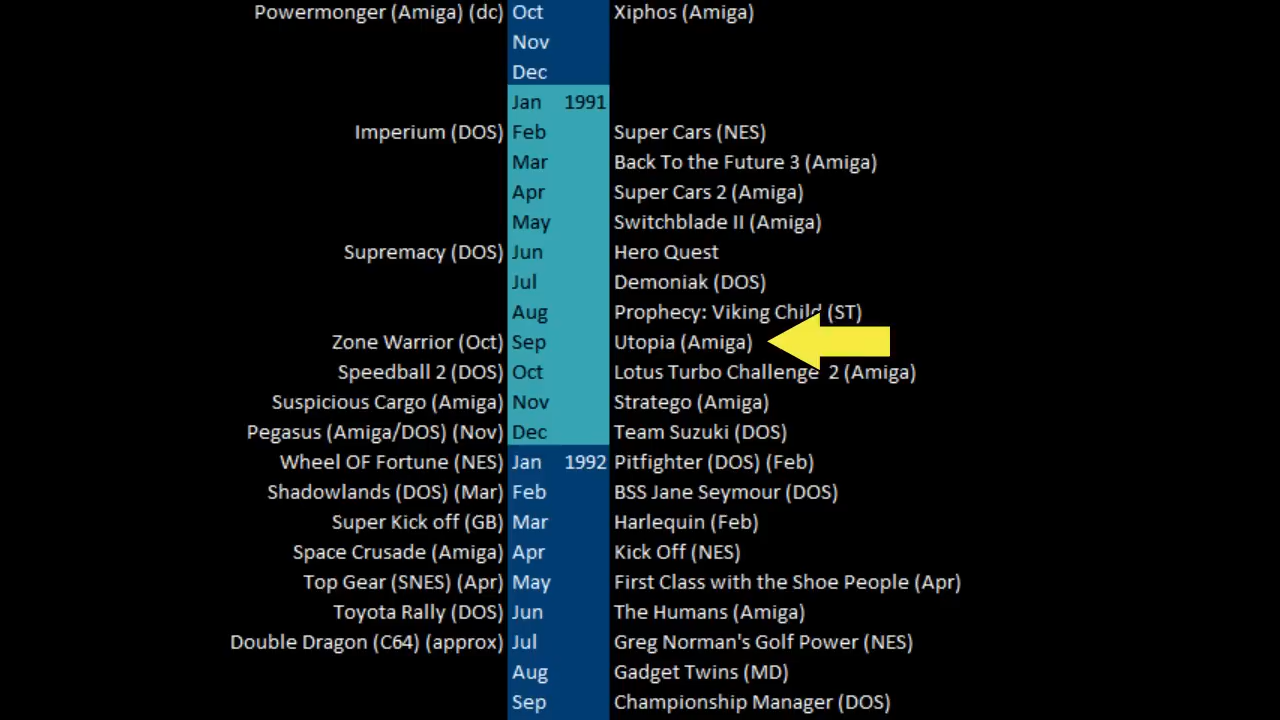 Powermonger (Amiga) (dc) Oct Xiphos (Amiga)
Nov
Dec
Jan 1991
Imperium (DOS) Feb Super Cars (NES)
Mar Back To the Future 3 (Amiga)
Apr Super Cars 2 (Amiga)
May Switchblade II (Amiga)
Supremacy (DOS) Jun Hero Quest
Jul Demoniak (DOS)
Aug Prophecy: Viking Child (ST)
Zone Warrior (Oct) Sep Utopia (Amiga)
Speedball 2 (DOS) Oct Lotus Turbo Challenge 2 (Amiga)
Suspicious Cargo (Amiga) Nov Stratego (Amiga)
Pegasus (Amiga/DOS) (Nov) Dec Team Suzuki (DOS)
Wheel OF Fortune (NES) Jan 1992 Pitfighter (DOS) (Feb)
Shadowlands (DOS) (Mar) Feb BSS Jane Seymour (DOS)
Super Kick off (GB) Mar Harlequin (Feb)
Space Crusade (Amiga) Apr Kick Off (NES)
Top Gear (SNES) (Apr) May First Class with the Shoe People (Apr)
Toyota Rally (DOS) Jun The Humans (Amiga)
Double Dragon (C64) (approx) Jul Greg Norman's Golf Power (NES)
Aug Gadget Twins (MD)
Sep Championship Manager (DOS)